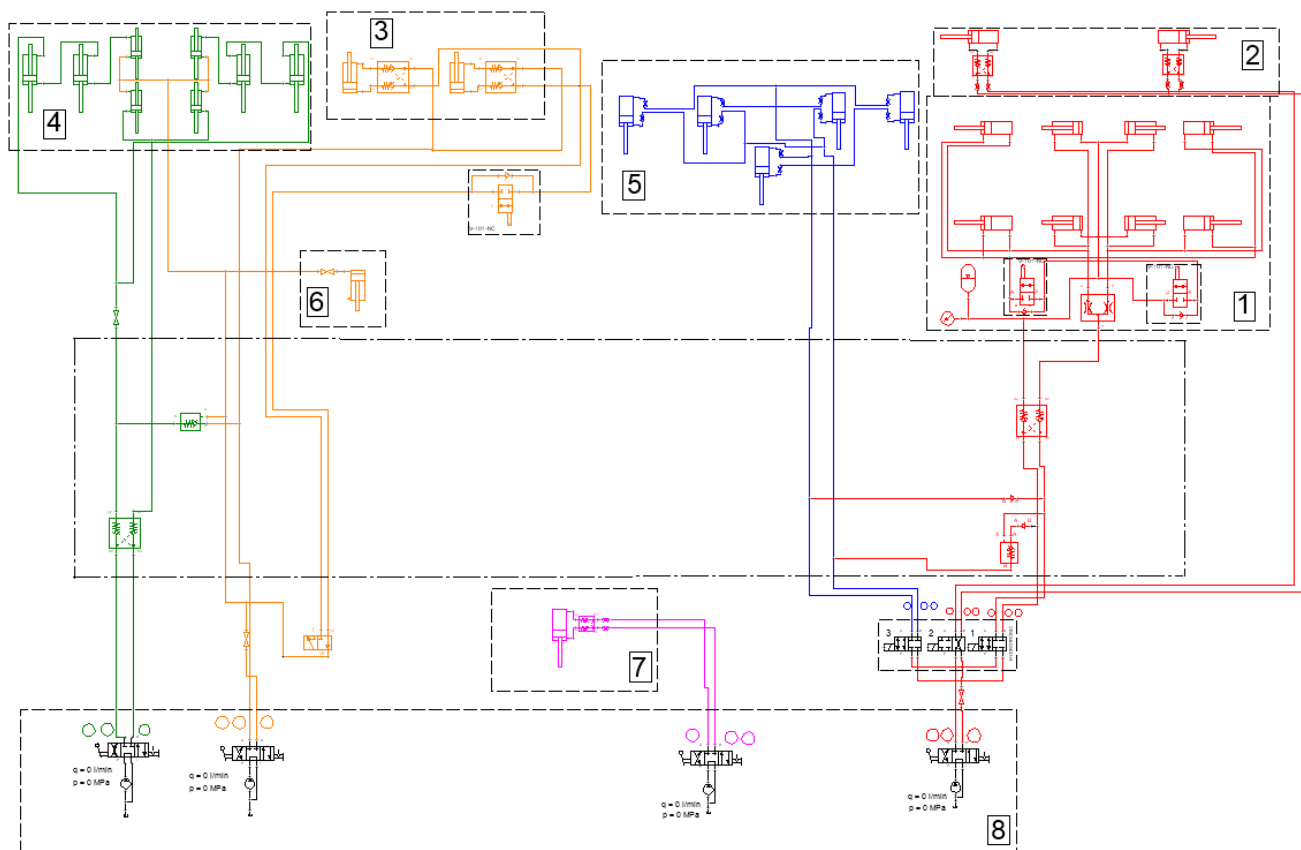 3
2
4
5
1
6
3
2
1
7
q = 0 l/min
p = 0 MPa
q = 0 l/min
p = 0 MPa
q = 0 l/min
p = 0 MPa
q = 0 l/min
p = 0 MPa
8